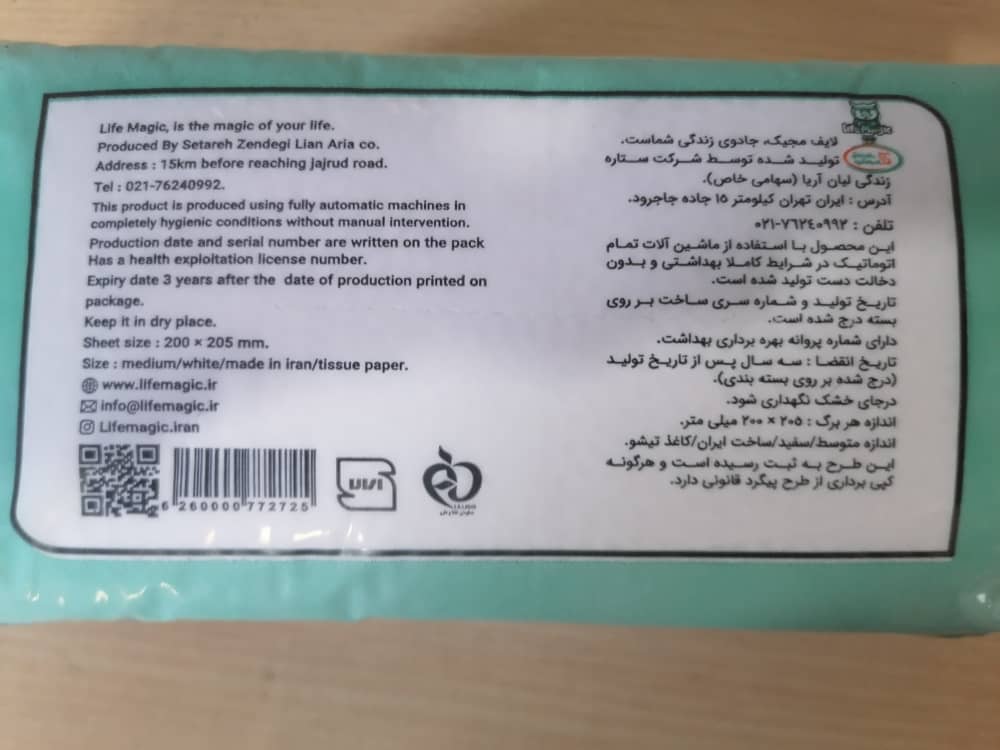 Life Magic, is the magic of your life.
Produced By Setareh Zendegi Lian Aria co.
Address : 15km before reaching jajrud road.
Tel : 021-76240992.
This product is produced using fully automatic machines in
completely hygienic conditions without manual intervention.
Production date and serial number are written on the pack
Has a health exploitation license number.
Expiry date 3 years after the date of production printed on
package.
Keep it in dry place.
Sheet size : 200 × 205 mm.
Size : medium/white/made in iran/tissue paper.
www.lifemagic.ir
info@lifemagic.ir
Lifemagic.iran
6 260000 772725
Life Magic
لایف مجیک، جادوی زندگی شماست.
تولید شده توسط شرکت ستاره
زندگی لیان آریا (سهامی خاص).
آدرس : ایران تهران کیلومتر ۱۵ جاده جاجرود.
تلفن : ۰۲۱-۷۶۲۴۰۹۹۲
این محصول با استفاده از ماشین آلات تمام
اتوماتیک در شرایط کاملا بهداشتی و بدون
دخالت دست تولید شده است.
تاریخ تولید و شماره سری ساخت بر روی
بسته درج شده است.
دارای شماره پروانه بهره برداری بهداشت.
تاریخ انقضا : سه سال پس از تاریخ تولید
(درج شده بر روی بسته بندی).
درجای خشک نگهداری شود.
اندازه هر برگ : ۲۰۵ × ۲۰۰ میلی متر.
اندازه متوسط/سفید/ساخت ایران/کاغذ تیشو.
این طرح به ثبت رسیده است و هرگونه
کپی برداری از طرح پیگرد قانونی دارد.